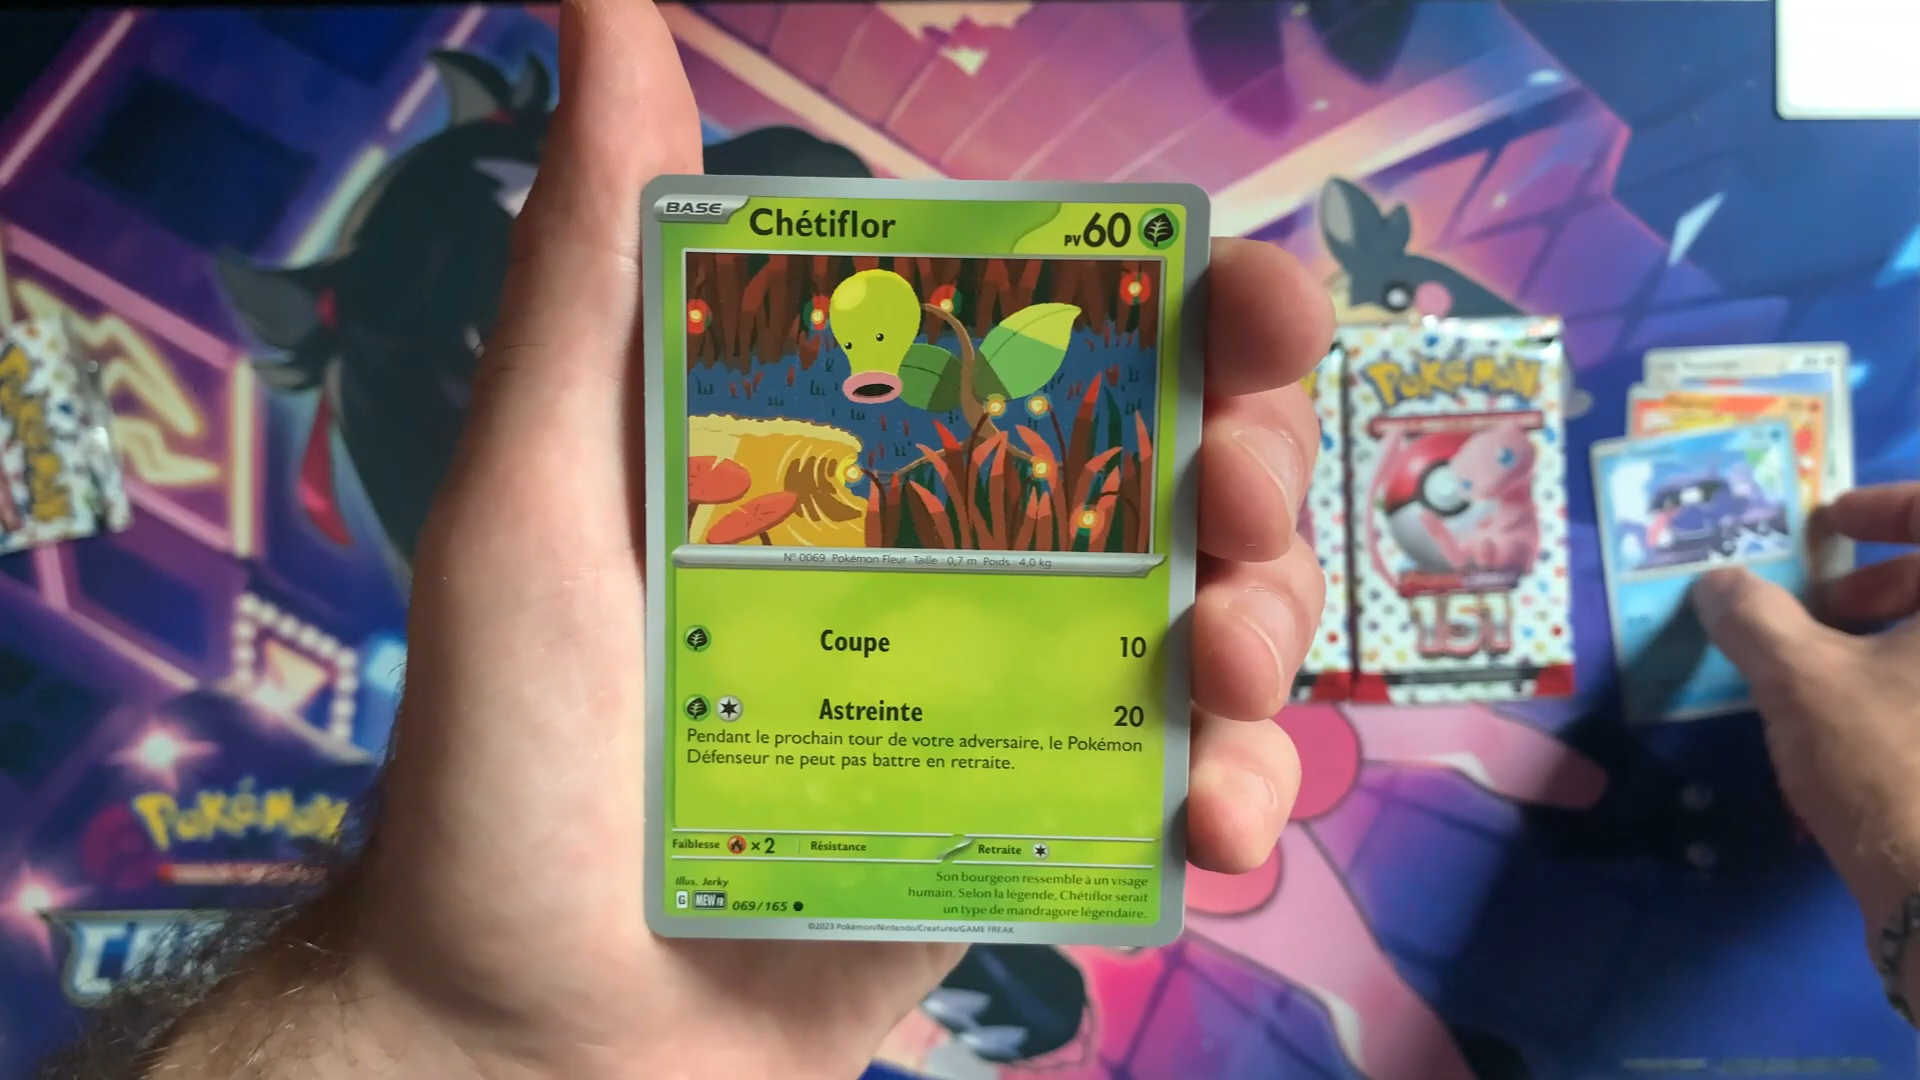 BASE
Chétiflor
PV 60
N° 0069 Pokémon Fleur Taille : 0,7 m Poids : 4,0 kg
Coupe 10
Astreinte 20
Pendant le prochain tour de votre adversaire, le Pokémon
Défenseur ne peut pas battre en retraite.
Faiblesse ×2 Résistance Retraite
Illus. Jerky
G MEW FR 069/165
Son bourgeon ressemble à un visage
humain. Selon la légende, Chétiflor serait
un type de mandragore légendaire.
©2023 Pokémon/Nintendo/Creatures/GAME FREAK
POKÉMON
151
POKÉMON
POKÉMON